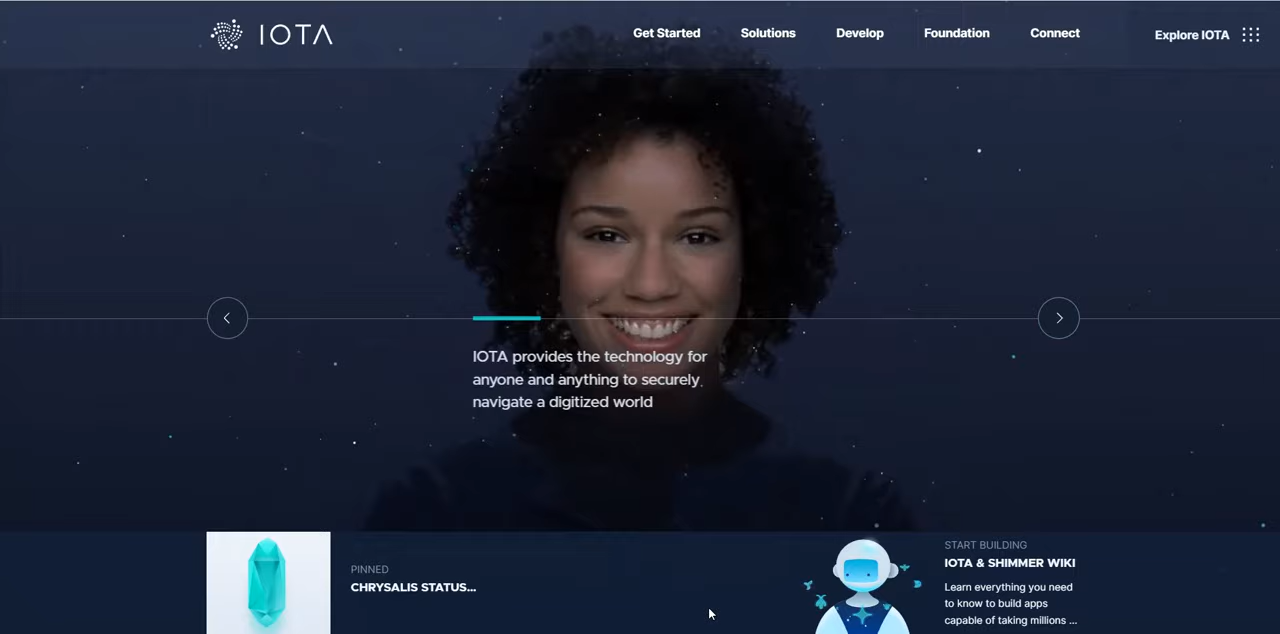 IOTA
Get Started
Solutions
Develop
Foundation
Connect
Explore IOTA
IOTA provides the technology for
anyone and anything to securely
navigate a digitized world
PINNED
CHRYSALIS STATUS...
START BUILDING
IOTA & SHIMMER WIKI
Learn everything you need
to know to build apps
capable of taking millions ...